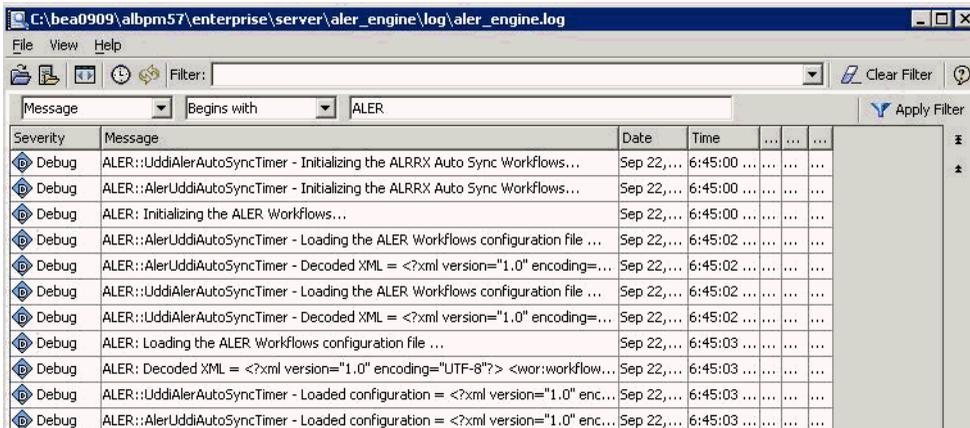 C:\bea0909\albpm57\enterprise\server\aler_engine\log\aler_engine.log
File View Help
Filter: Clear Filter
Message Begins with ALER Apply Filter
Severity Message Date Time ... ... ...
Debug ALER::UddiAlerAutoSyncTimer - Initializing the ALRRX Auto Sync Workflows... Sep 22,... 6:45:00 ... ... ... ...
Debug ALER::AlerUddiAutoSyncTimer - Initializing the ALRRX Auto Sync Workflows... Sep 22,... 6:45:00 ... ... ... ...
Debug ALER: Initializing the ALER Workflows... Sep 22,... 6:45:00 ... ... ... ...
Debug ALER::AlerUddiAutoSyncTimer - Loading the ALER Workflows configuration file ... Sep 22,... 6:45:02 ... ... ... ...
Debug ALER::AlerUddiAutoSyncTimer - Decoded XML = <?xml version="1.0" encoding=... Sep 22,... 6:45:02 ... ... ... ...
Debug ALER::UddiAlerAutoSyncTimer - Loading the ALER Workflows configuration file ... Sep 22,... 6:45:02 ... ... ... ...
Debug ALER::UddiAlerAutoSyncTimer - Decoded XML = <?xml version="1.0" encoding=... Sep 22,... 6:45:02 ... ... ... ...
Debug ALER: Loading the ALER Workflows configuration file ... Sep 22,... 6:45:03 ... ... ... ...
Debug ALER: Decoded XML = <?xml version="1.0" encoding="UTF-8"?> <wor:workflow... Sep 22,... 6:45:03 ... ... ... ...
Debug ALER::UddiAlerAutoSyncTimer - Loaded configuration = <?xml version="1.0" enc... Sep 22,... 6:45:03 ... ... ... ...
Debug ALER::AlerUddiAutoSyncTimer - Loaded configuration = <?xml version="1.0" enc... Sep 22,... 6:45:03 ... ... ... ...